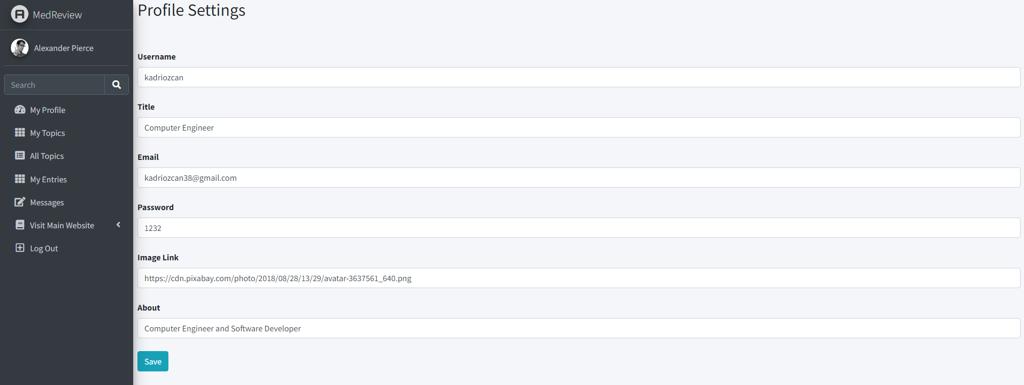 MedReview
Alexander Pierce
Search
My Profile
My Topics
All Topics
My Entries
Messages
Visit Main Website
Log Out
Profile Settings
Username
kadriozcan
Title
Computer Engineer
Email
kadriozcan38@gmail.com
Password
1232
Image Link
https://cdn.pixabay.com/photo/2018/08/28/13/29/avatar-3637561_640.png
About
Computer Engineer and Software Developer
Save